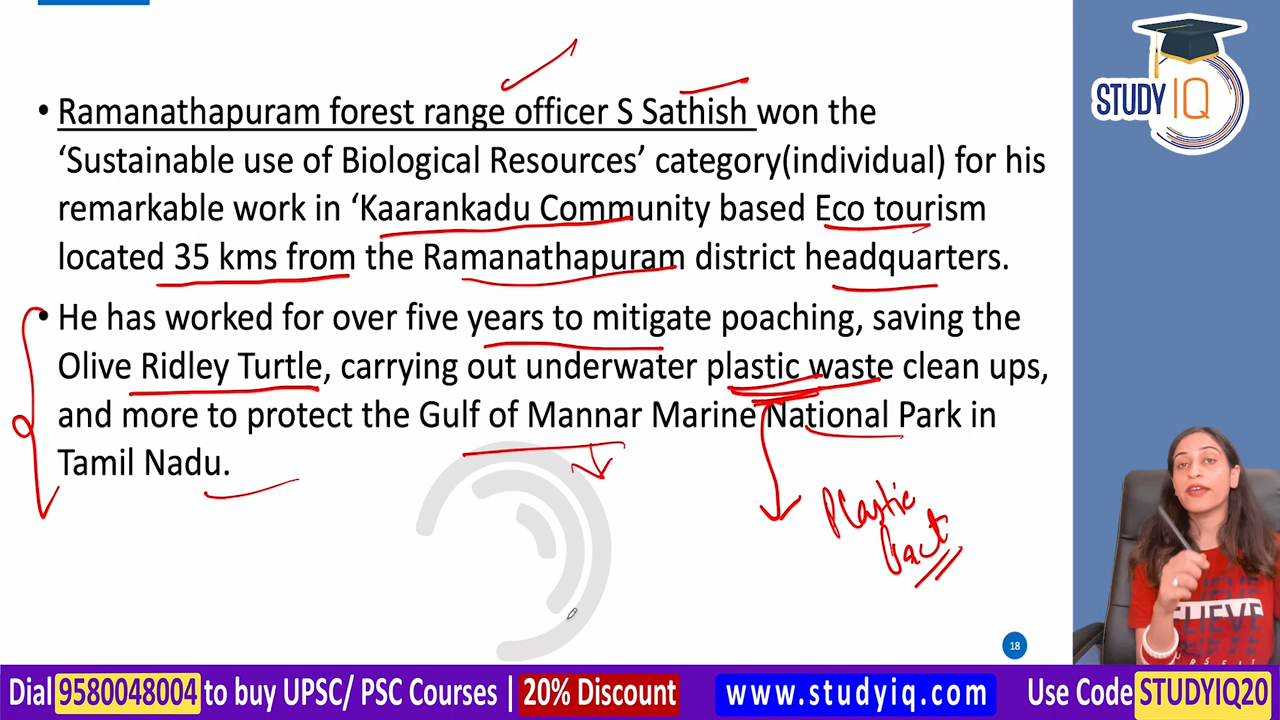 STUDY IQ
• Ramanathapuram forest range officer S Sathish won the
‘Sustainable use of Biological Resources’ category(individual) for his
remarkable work in ‘Kaarankadu Community based Eco tourism
located 35 kms from the Ramanathapuram district headquarters.
• He has worked for over five years to mitigate poaching, saving the
Olive Ridley Turtle, carrying out underwater plastic waste clean ups,
and more to protect the Gulf of Mannar Marine National Park in
Tamil Nadu.
Plastic
Pact
BELIEVE
18
Dial 9580048004 to buy UPSC/ PSC Courses | 20% Discount www.studyiq.com Use Code STUDYIQ20